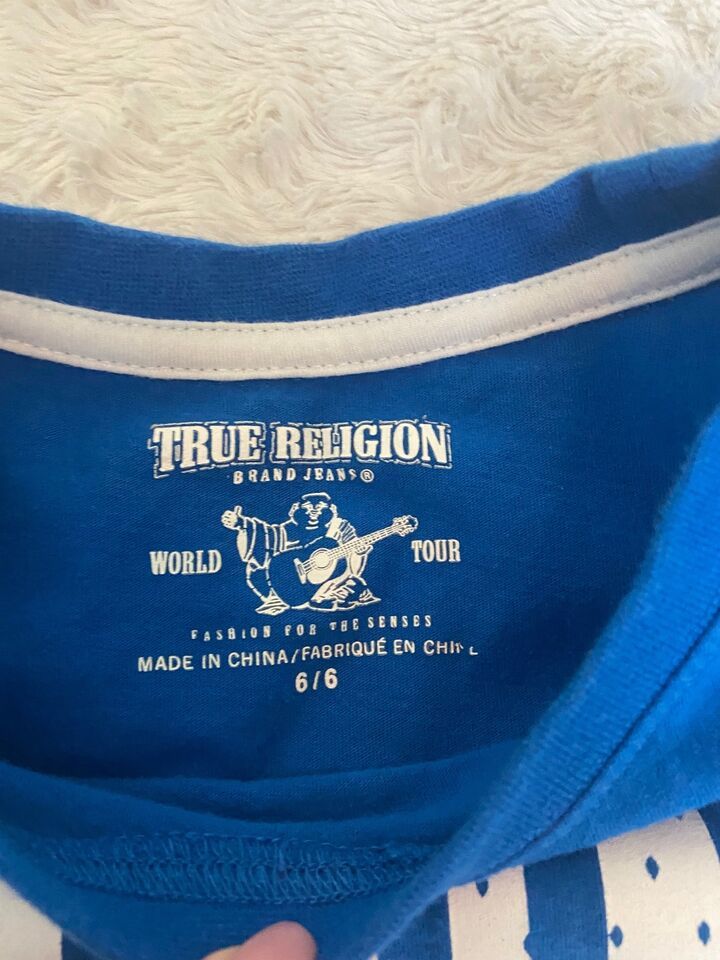 TRUE RELIGION
BRAND JEANS®
WORLD TOUR
FASHION FOR THE SENSES
MADE IN CHINA/FABRIQUÉ EN
6/6